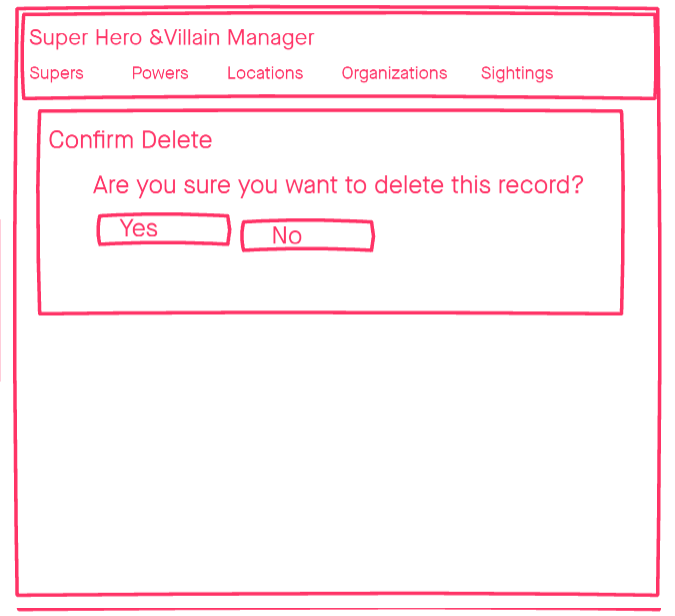 Super Hero &Villain Manager
Supers Powers Locations Organizations Sightings
Confirm Delete
Are you sure you want to delete this record?
Yes No